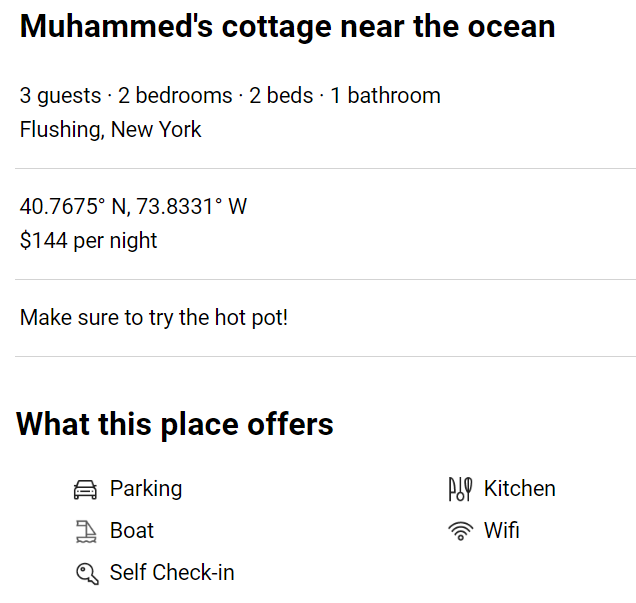 Muhammed's cottage near the ocean
3 guests · 2 bedrooms · 2 beds · 1 bathroom
Flushing, New York
40.7675° N, 73.8331° W
$144 per night
Make sure to try the hot pot!
What this place offers
Parking
Kitchen
Boat
Wifi
Self Check-in